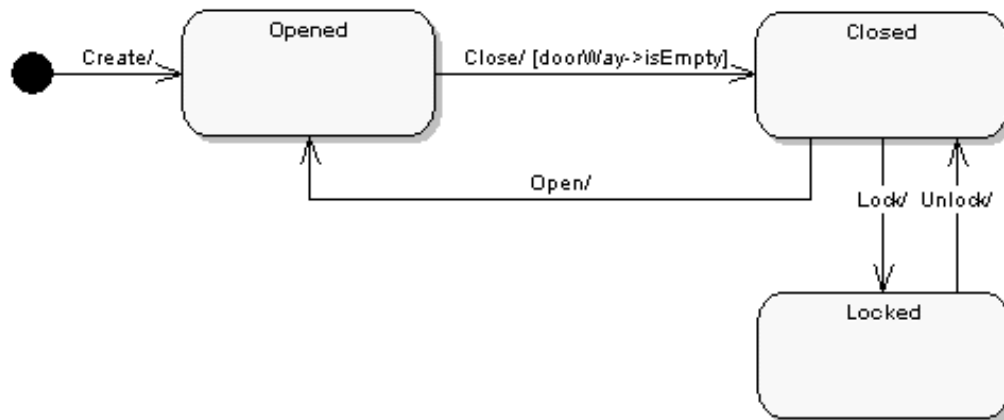 Opened
Closed
Create/
Close/ [doorWay->isEmpty]
Open/
Lock/
Unlock/
Locked